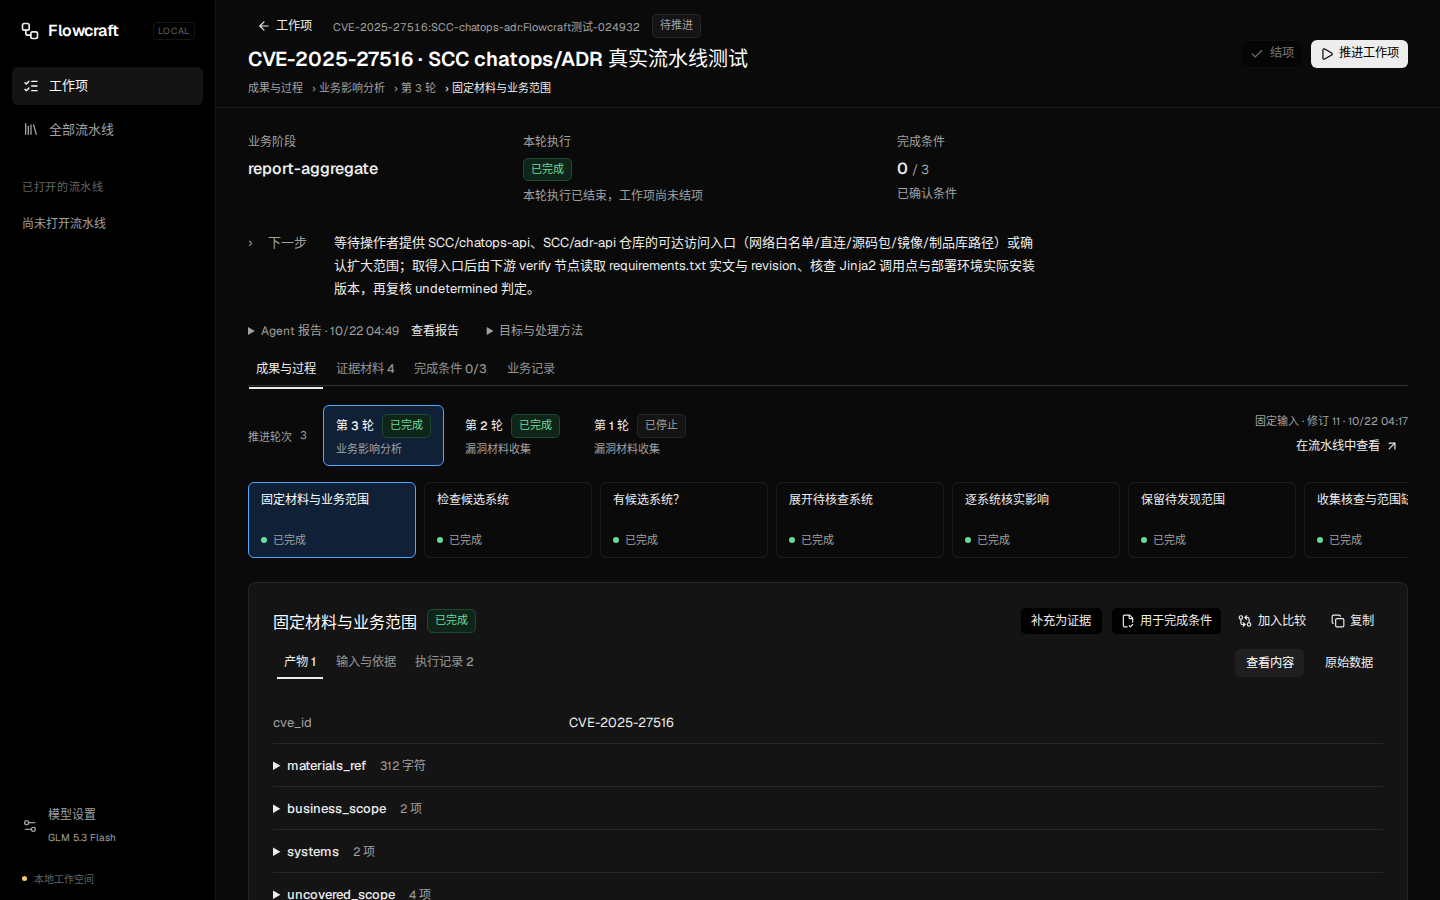 Flowcraft
LOCAL
工作项
全部流水线
已打开的流水线
尚未打开流水线
模型设置
GLM 5.3 Flash
本地工作空间
工作项
CVE-2025-27516:SCC-chatops-adr:Flowcraft测试-024932
待推进
CVE-2025-27516 · SCC chatops/ADR 真实流水线测试
成果与过程 › 业务影响分析 › 第 3 轮 › 固定材料与业务范围
结项
推进工作项
业务阶段
report-aggregate
本轮执行
已完成
本轮执行已结束，工作项尚未结项
完成条件
0 / 3
已确认条件
› 下一步
等待操作者提供 SCC/chatops-api、SCC/adr-api 仓库的可达访问入口（网络白名单/直连/源码包/镜像/制品库路径）或确
认扩大范围；取得入口后由下游 verify 节点读取 requirements.txt 实文与 revision、核查 Jinja2 调用点与部署环境实际安装
版本，再复核 undetermined 判定。
Agent 报告 · 10/22 04:49 查看报告
目标与处理方法
成果与过程
证据材料 4
完成条件 0/3
业务记录
推进轮次 3
第 3 轮 已完成
业务影响分析
第 2 轮 已完成
漏洞材料收集
第 1 轮 已停止
漏洞材料收集
固定输入 · 修订 11 · 10/22 04:17
在流水线中查看
固定材料与业务范围
已完成
检查候选系统
已完成
有候选系统？
已完成
展开待核查系统
已完成
逐系统核实影响
已完成
保留待发现范围
已完成
收集核查与范围缺
已完成
固定材料与业务范围
已完成
补充为证据
用于完成条件
加入比较
复制
产物 1
输入与依据
执行记录 2
查看内容
原始数据
cve_id
CVE-2025-27516
materials_ref 312 字符
business_scope 2 项
systems 2 项
uncovered_scope 4 项